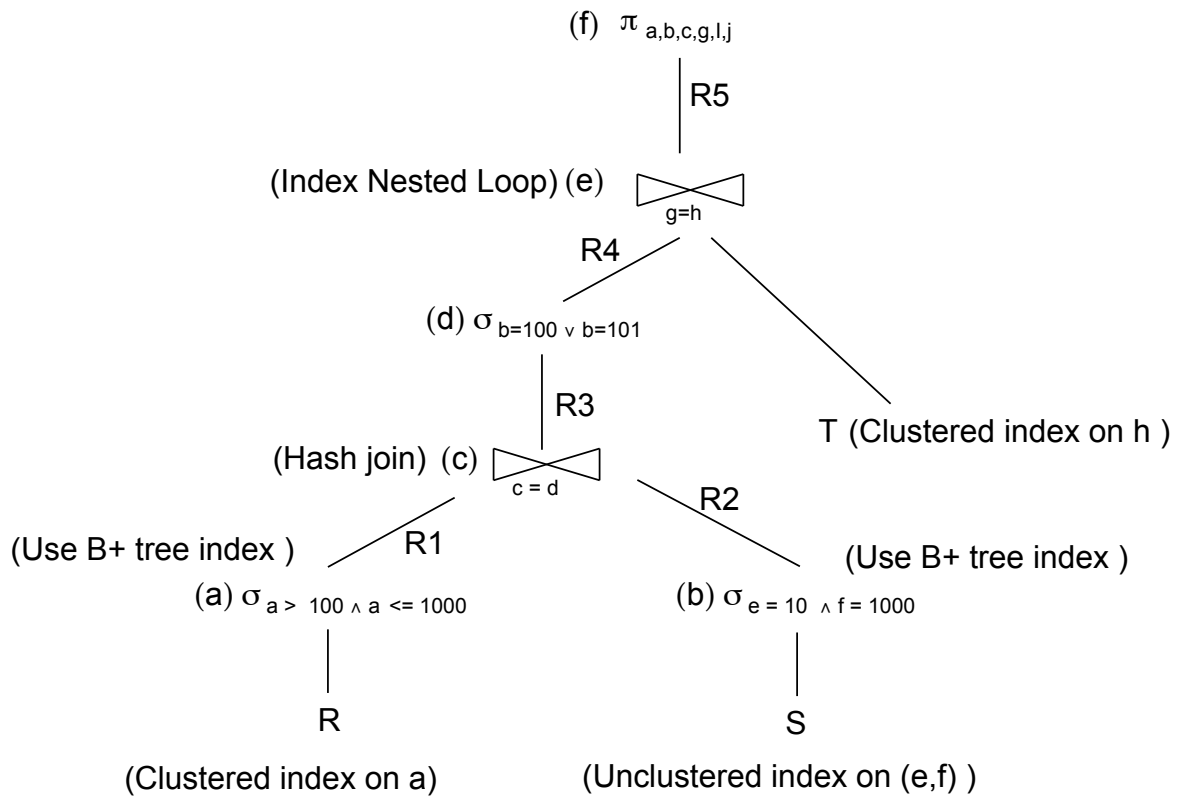 (f) π a,b,c,g,I,j
R5
(Index Nested Loop) (e)
g=h
R4
(d) σ b=100 ∨ b=101
R3
T (Clustered index on h )
(Hash join) (c)
c = d
R2
R1
(Use B+ tree index )
(Use B+ tree index )
(a) σ a > 100 ∧ a <= 1000
(b) σ e = 10 ∧ f = 1000
R
S
(Clustered index on a)
(Unclustered index on (e,f) )